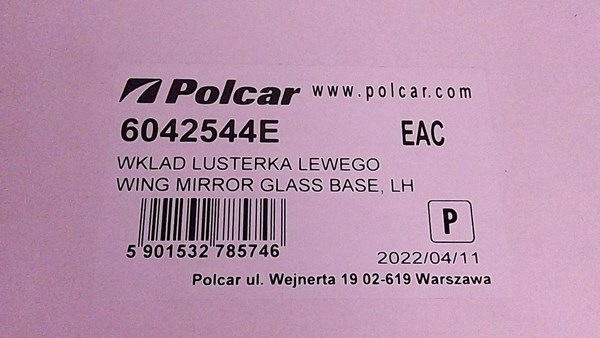 Polcar www.polcar.com
6042544E EAC
WKLAD LUSTERKA LEWEGO
WING MIRROR GLASS BASE, LH
P
5 901532 785746
2022/04/11
Polcar ul. Wejnerta 19 02-619 Warszawa